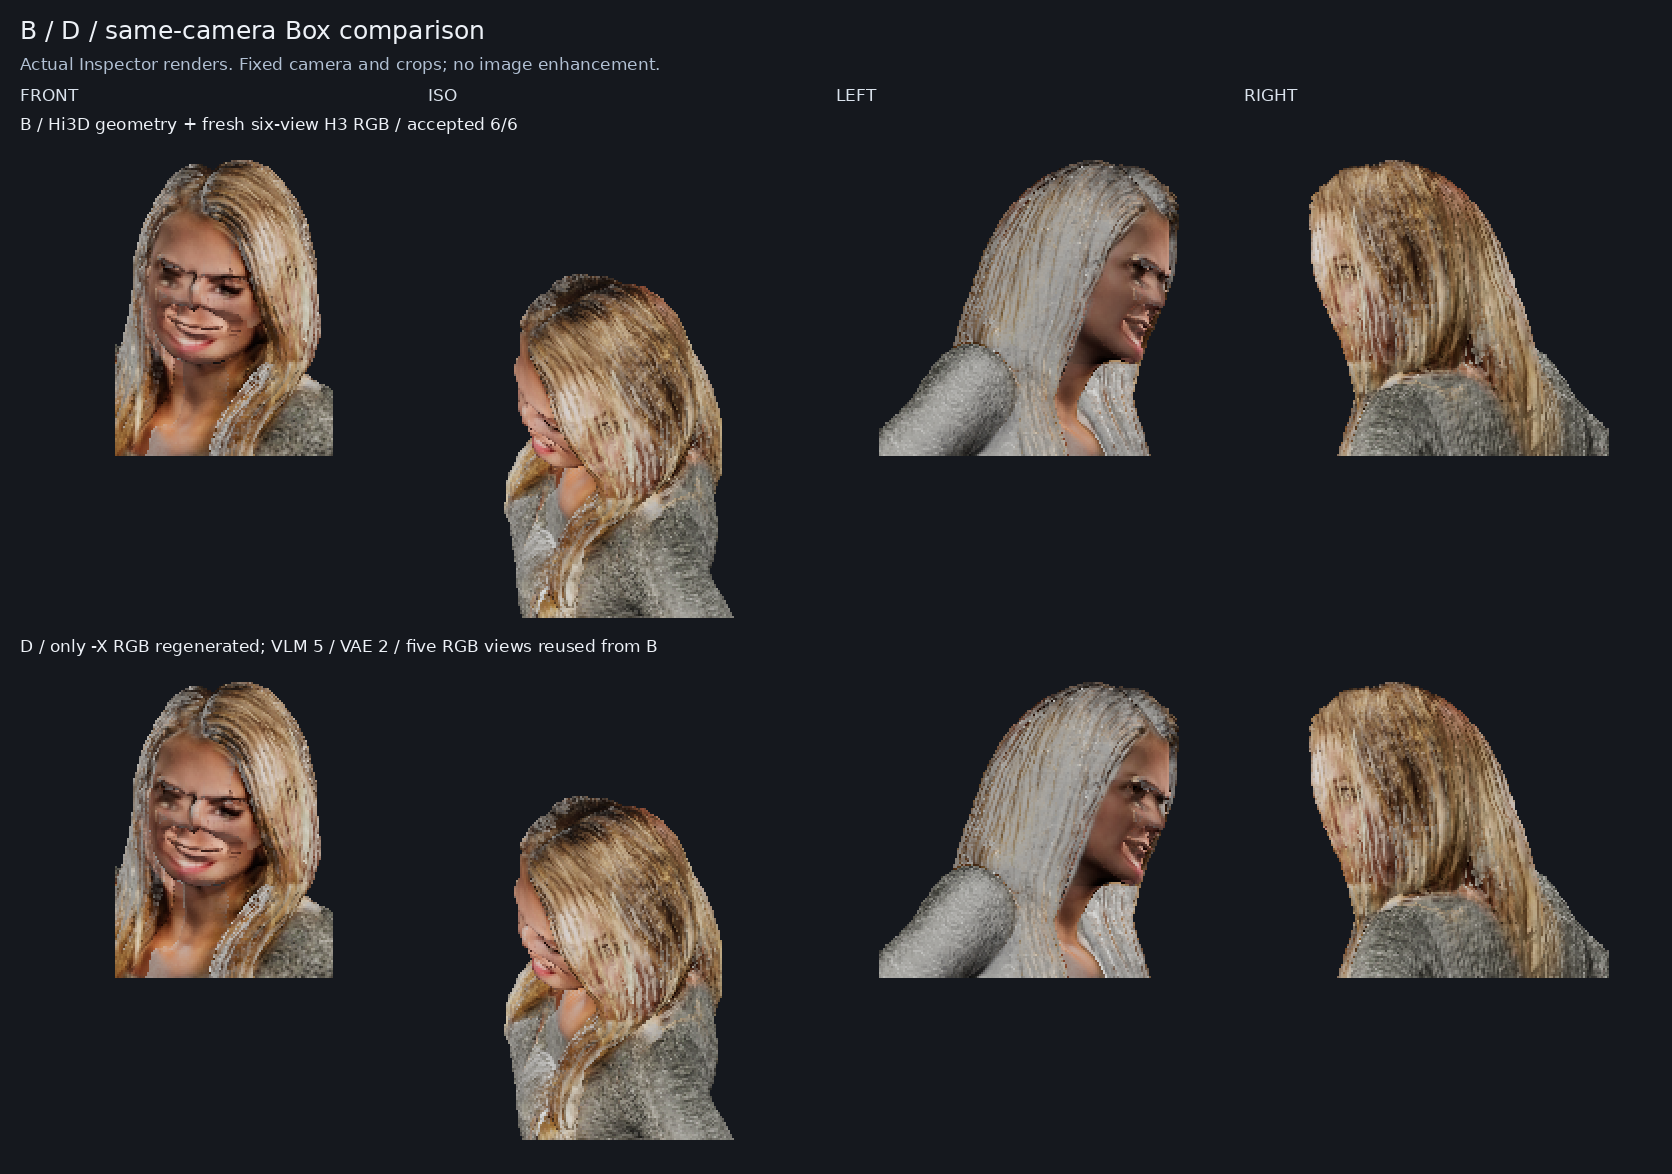 B / D / same-camera Box comparison
Actual Inspector renders. Fixed camera and crops; no image enhancement.
FRONT ISO LEFT RIGHT
B / Hi3D geometry + fresh six-view H3 RGB / accepted 6/6
D / only -X RGB regenerated; VLM 5 / VAE 2 / five RGB views reused from B